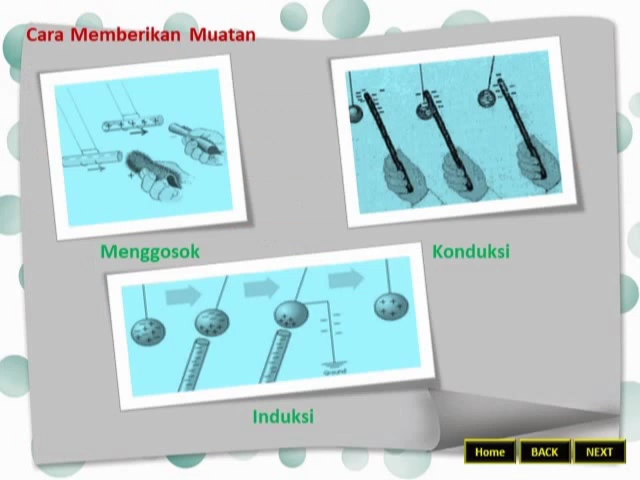 Cara Memberikan Muatan
Menggosok
Konduksi
Ground
Induksi
Home
BACK
NEXT